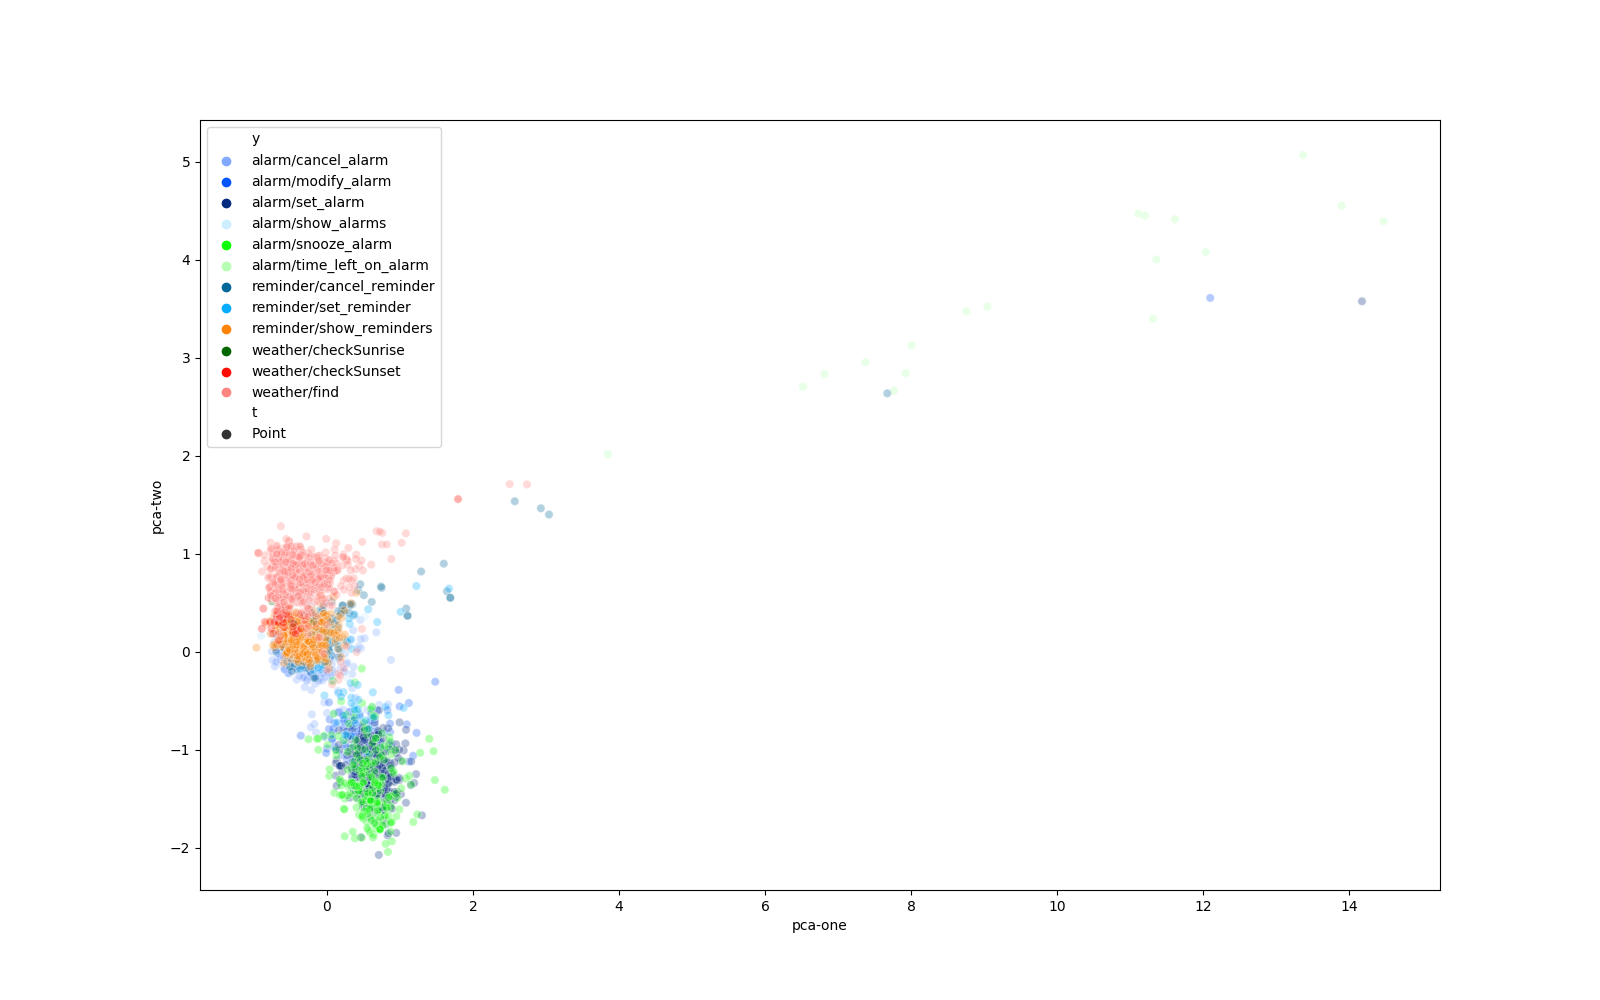 y
alarm/cancel_alarm
alarm/modify_alarm
alarm/set_alarm
alarm/show_alarms
alarm/snooze_alarm
alarm/time_left_on_alarm
reminder/cancel_reminder
reminder/set_reminder
reminder/show_reminders
weather/checkSunrise
weather/checkSunset
weather/find
t
Point
5
4
3
2
1
0
−1
−2
pca-two
0 2 4 6 8 10 12 14
pca-one